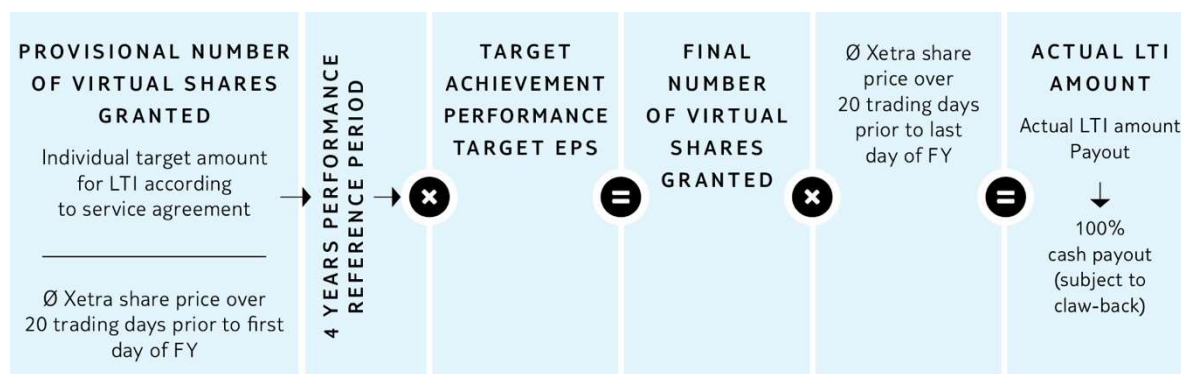 PROVISIONAL NUMBER
OF VIRTUAL SHARES
GRANTED
Individual target amount
for LTI according
to service agreement
Ø Xetra share price over
20 trading days prior to first
day of FY
4 YEARS PERFORMANCE
REFERENCE PERIOD
×
TARGET
ACHIEVEMENT
PERFORMANCE
TARGET EPS
=
FINAL
NUMBER
OF VIRTUAL
SHARES
GRANTED
×
Ø Xetra share
price over
20 trading days
prior to last
day of FY
=
ACTUAL LTI
AMOUNT
Actual LTI amount
Payout
100%
cash payout
(subject to
claw-back)